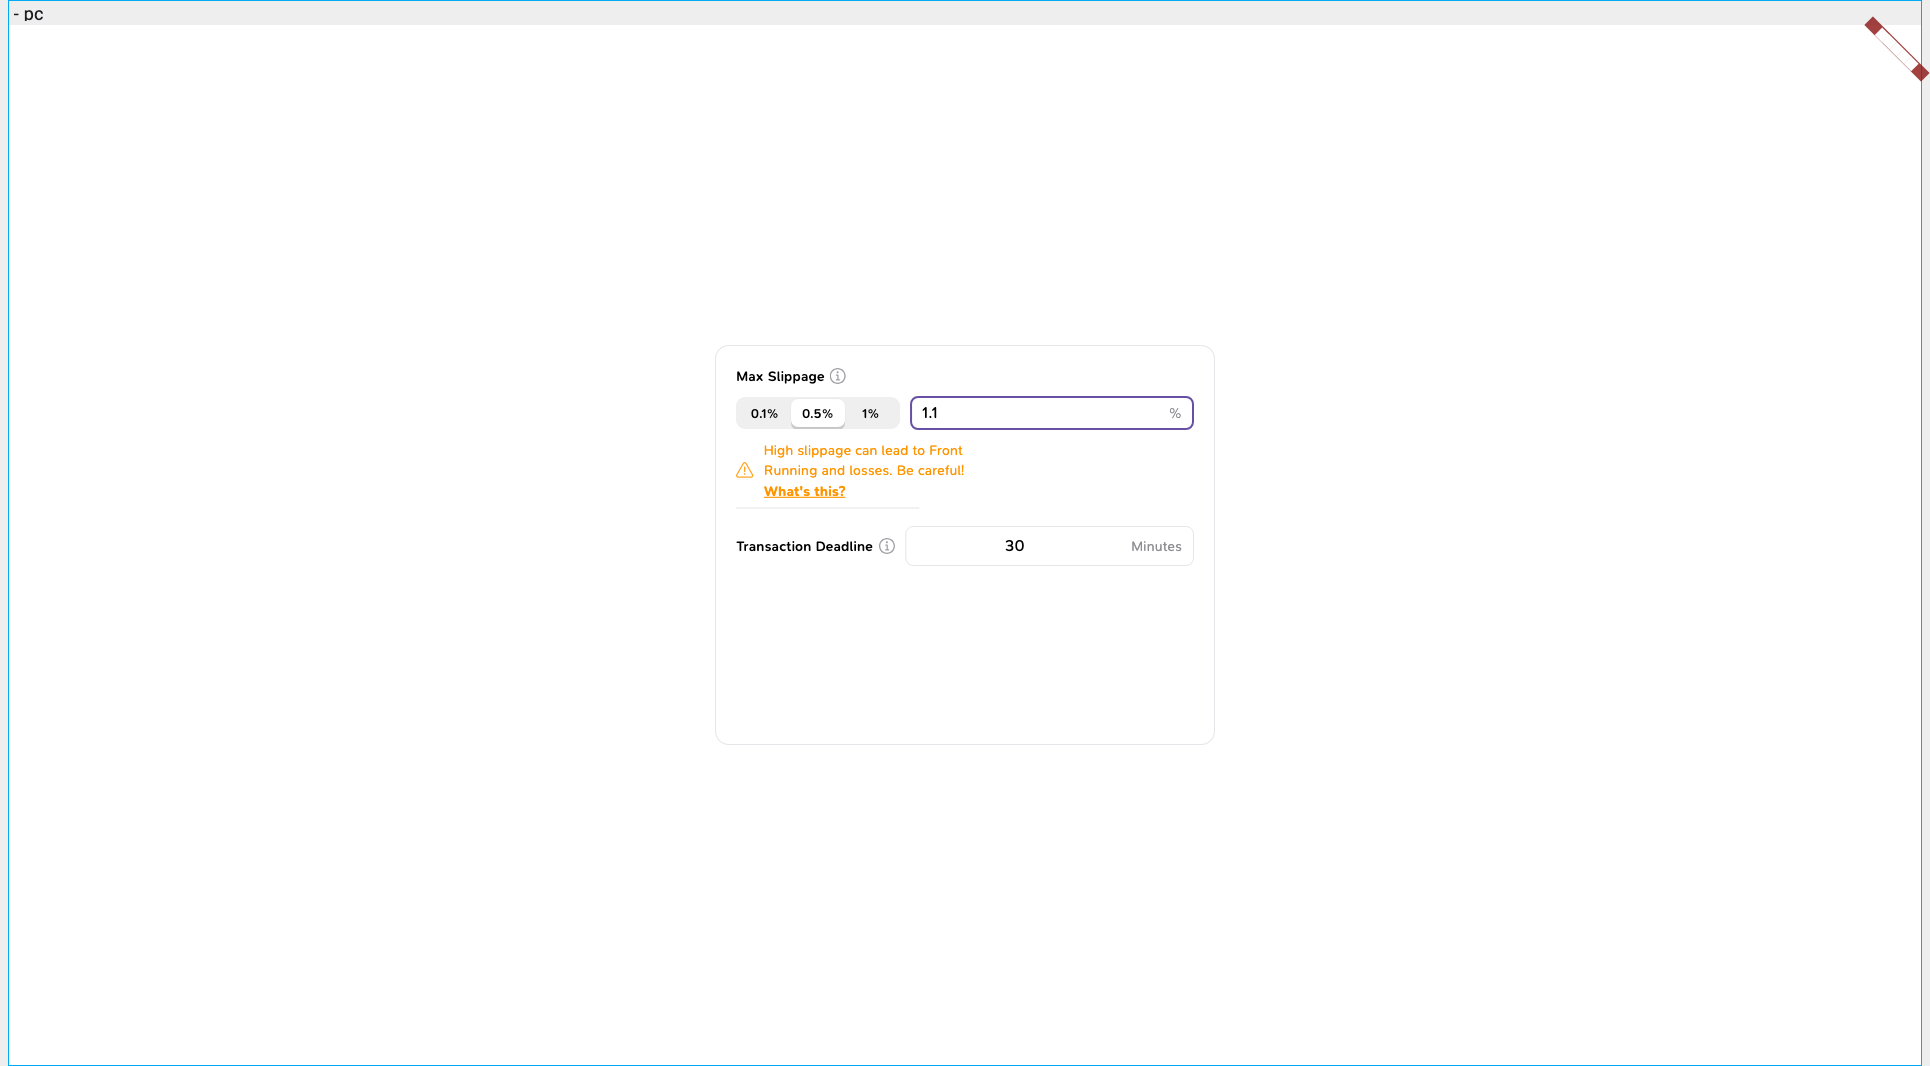 - pc
Max Slippage
0.1% 0.5% 1% 1.1 %
High slippage can lead to Front
Running and losses. Be careful!
What's this?
Transaction Deadline 30 Minutes